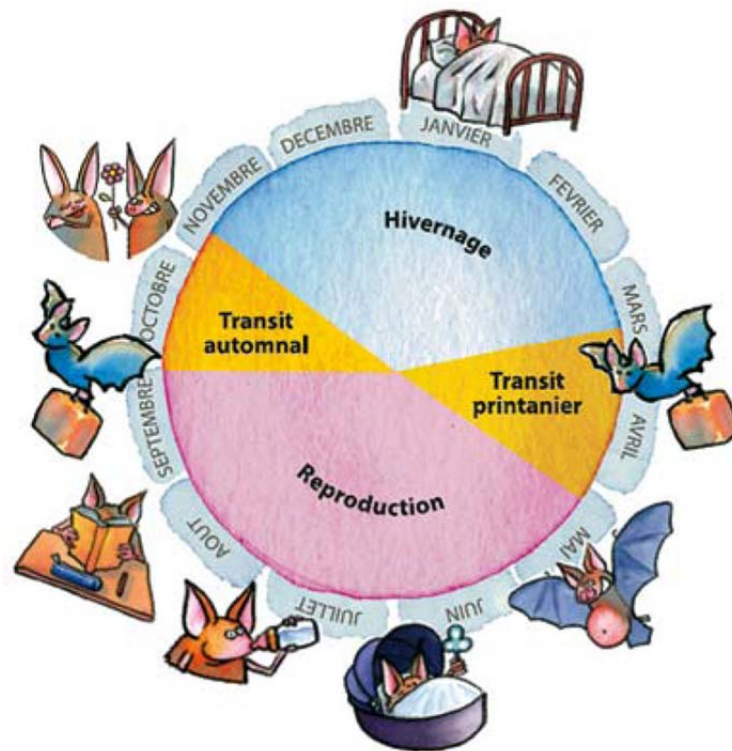 JANVIER
FEVRIER
MARS
AVRIL
MAI
JUIN
JUILLET
AOUT
SEPTEMBRE
OCTOBRE
NOVEMBRE
DECEMBRE
Hivernage
Transit
automnal
Transit
printanier
Reproduction